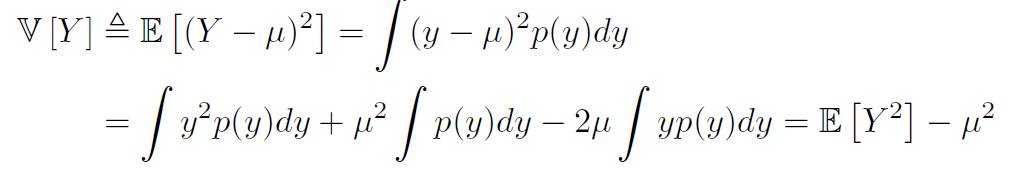 𝕍 [Y] ≜ 𝔼 [(Y − μ)²] = ∫ (y − μ)²p(y)dy
= ∫ y²p(y)dy + μ² ∫ p(y)dy − 2μ ∫ yp(y)dy = 𝔼 [Y²] − μ²